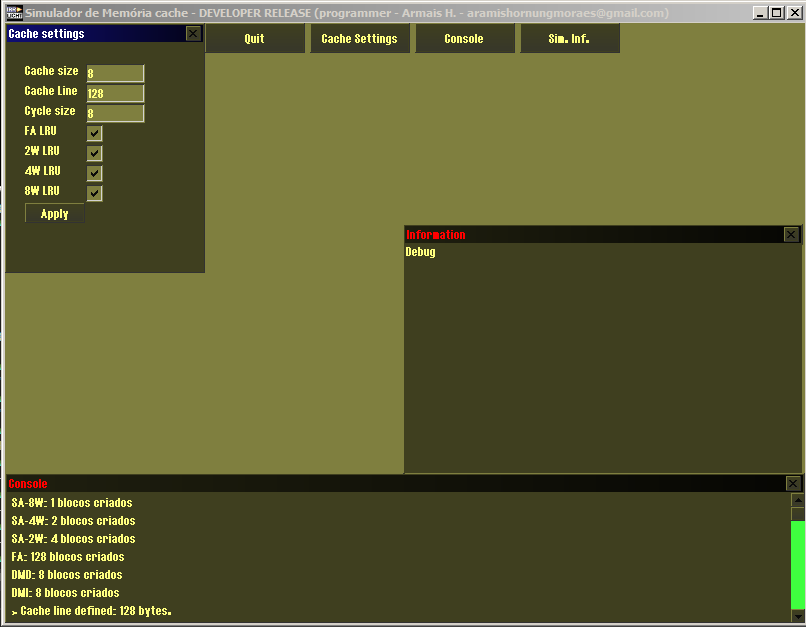 Simulador de Memória cache - DEVELOPER RELEASE (programmer - Armais H. - aramishornungmoraes@gmail.com)
Cache settings
Quit
Cache Settings
Console
Sim. Inf.
Cache size 8
Cache Line 128
Cycle size 8
FA LRU
2W LRU
4W LRU
8W LRU
Apply
Information
Debug
Console
SA-8W: 1 blocos criados
SA-4W: 2 blocos criados
SA-2W: 4 blocos criados
FA: 128 blocos criados
DMD: 8 blocos criados
DMI: 8 blocos criados
> Cache line defined: 128 bytes.